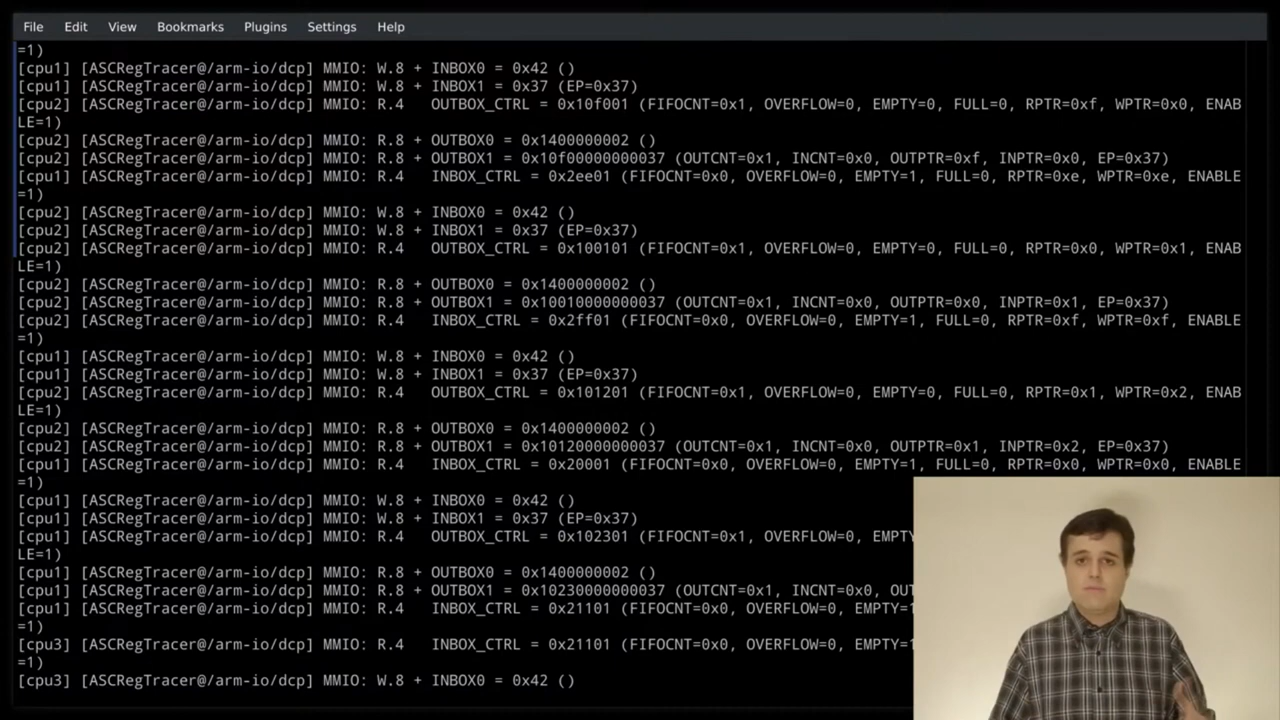 File Edit View Bookmarks Plugins Settings Help
=1)
[cpu1] [ASCRegTracer@/arm-io/dcp] MMIO: W.8 + INBOX0 = 0x42 ()
[cpu1] [ASCRegTracer@/arm-io/dcp] MMIO: W.8 + INBOX1 = 0x37 (EP=0x37)
[cpu2] [ASCRegTracer@/arm-io/dcp] MMIO: R.4 OUTBOX_CTRL = 0x10f001 (FIFOCNT=0x1, OVERFLOW=0, EMPTY=0, FULL=0, RPTR=0xf, WPTR=0x0, ENAB
LE=1)
[cpu2] [ASCRegTracer@/arm-io/dcp] MMIO: R.8 + OUTBOX0 = 0x1400000002 ()
[cpu2] [ASCRegTracer@/arm-io/dcp] MMIO: R.8 + OUTBOX1 = 0x10f00000000037 (OUTCNT=0x1, INCNT=0x0, OUTPTR=0xf, INPTR=0x0, EP=0x37)
[cpu1] [ASCRegTracer@/arm-io/dcp] MMIO: R.4 INBOX_CTRL = 0x2ee01 (FIFOCNT=0x0, OVERFLOW=0, EMPTY=1, FULL=0, RPTR=0xe, WPTR=0xe, ENABLE
=1)
[cpu2] [ASCRegTracer@/arm-io/dcp] MMIO: W.8 + INBOX0 = 0x42 ()
[cpu2] [ASCRegTracer@/arm-io/dcp] MMIO: W.8 + INBOX1 = 0x37 (EP=0x37)
[cpu2] [ASCRegTracer@/arm-io/dcp] MMIO: R.4 OUTBOX_CTRL = 0x100101 (FIFOCNT=0x1, OVERFLOW=0, EMPTY=0, FULL=0, RPTR=0x0, WPTR=0x1, ENAB
LE=1)
[cpu2] [ASCRegTracer@/arm-io/dcp] MMIO: R.8 + OUTBOX0 = 0x1400000002 ()
[cpu2] [ASCRegTracer@/arm-io/dcp] MMIO: R.8 + OUTBOX1 = 0x10010000000037 (OUTCNT=0x1, INCNT=0x0, OUTPTR=0x0, INPTR=0x1, EP=0x37)
[cpu1] [ASCRegTracer@/arm-io/dcp] MMIO: R.4 INBOX_CTRL = 0x2ff01 (FIFOCNT=0x0, OVERFLOW=0, EMPTY=1, FULL=0, RPTR=0xf, WPTR=0xf, ENABLE
=1)
[cpu1] [ASCRegTracer@/arm-io/dcp] MMIO: W.8 + INBOX0 = 0x42 ()
[cpu1] [ASCRegTracer@/arm-io/dcp] MMIO: W.8 + INBOX1 = 0x37 (EP=0x37)
[cpu2] [ASCRegTracer@/arm-io/dcp] MMIO: R.4 OUTBOX_CTRL = 0x101201 (FIFOCNT=0x1, OVERFLOW=0, EMPTY=0, FULL=0, RPTR=0x1, WPTR=0x2, ENAB
LE=1)
[cpu2] [ASCRegTracer@/arm-io/dcp] MMIO: R.8 + OUTBOX0 = 0x1400000002 ()
[cpu2] [ASCRegTracer@/arm-io/dcp] MMIO: R.8 + OUTBOX1 = 0x10120000000037 (OUTCNT=0x1, INCNT=0x0, OUTPTR=0x1, INPTR=0x2, EP=0x37)
[cpu1] [ASCRegTracer@/arm-io/dcp] MMIO: R.4 INBOX_CTRL = 0x20001 (FIFOCNT=0x0, OVERFLOW=0, EMPTY=1, FULL=0, RPTR=0x0, WPTR=0x0, ENABLE
=1)
[cpu1] [ASCRegTracer@/arm-io/dcp] MMIO: W.8 + INBOX0 = 0x42 ()
[cpu1] [ASCRegTracer@/arm-io/dcp] MMIO: W.8 + INBOX1 = 0x37 (EP=0x37)
[cpu1] [ASCRegTracer@/arm-io/dcp] MMIO: R.4 OUTBOX_CTRL = 0x102301 (FIFOCNT=0x1, OVERFLOW=0, EMPTY
LE=1)
[cpu1] [ASCRegTracer@/arm-io/dcp] MMIO: R.8 + OUTBOX0 = 0x1400000002 ()
[cpu1] [ASCRegTracer@/arm-io/dcp] MMIO: R.8 + OUTBOX1 = 0x10230000000037 (OUTCNT=0x1, INCNT=0x0, OU
[cpu1] [ASCRegTracer@/arm-io/dcp] MMIO: R.4 INBOX_CTRL = 0x21101 (FIFOCNT=0x0, OVERFLOW=0, EMPTY=1
=1)
[cpu3] [ASCRegTracer@/arm-io/dcp] MMIO: R.4 INBOX_CTRL = 0x21101 (FIFOCNT=0x0, OVERFLOW=0, EMPTY=1
=1)
[cpu3] [ASCRegTracer@/arm-io/dcp] MMIO: W.8 + INBOX0 = 0x42 ()